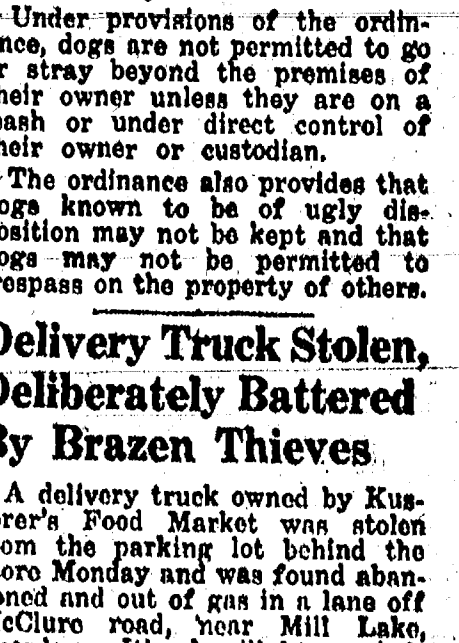 Under provisions of the ordin-
nce, dogs are not permitted to go
r stray beyond the premises of
heir owner unless they are on a
eash or under direct control of
heir owner or custodian.
The ordinance also provides that
ogs known to be of ugly dis-
osition may not be kept and that
ogs may not be permitted to
respass on the property of others.
Delivery Truck Stolen,
Deliberately Battered
By Brazen Thieves
A delivery truck owned by Kus-
rer's Food Market was stolen
om the parking lot behind the
tore Monday and was found aban-
oned and out of gas in a lane off
cClure road, near Mill Lake,